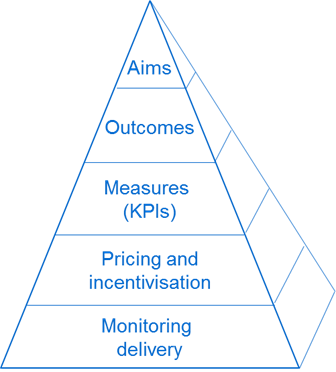 Aims
Outcomes
Measures
(KPIs)
Pricing and
incentivisation
Monitoring
delivery